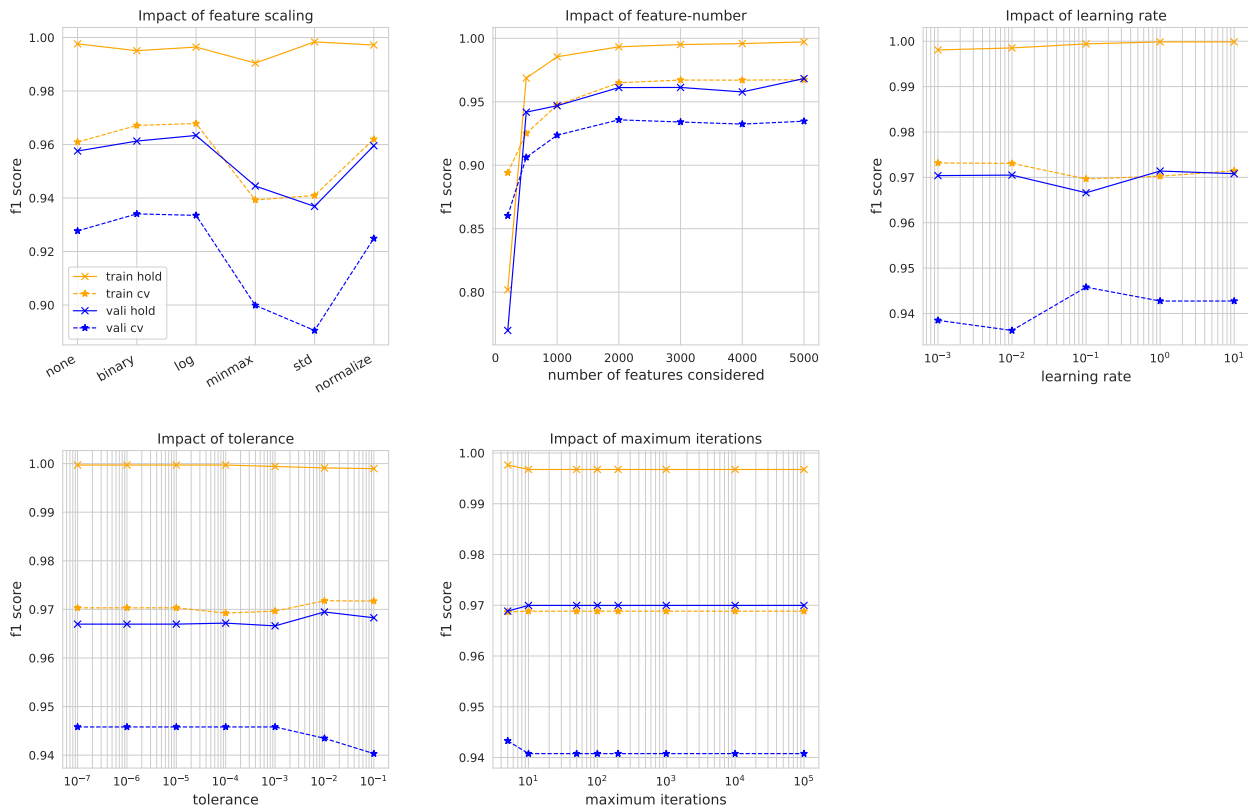 Impact of feature scaling
f1 score
1.00
0.98
0.96
0.94
0.92
0.90
train hold
train cv
vali hold
vali cv
none
binary
log
minmax
std
normalize
Impact of feature-number
f1 score
1.00
0.95
0.90
0.85
0.80
0 1000 2000 3000 4000 5000
number of features considered
Impact of learning rate
f1 score
1.00
0.99
0.98
0.97
0.96
0.95
0.94
10⁻³ 10⁻² 10⁻¹ 10⁰ 10¹
learning rate
Impact of tolerance
f1 score
1.00
0.99
0.98
0.97
0.96
0.95
0.94
10⁻⁷ 10⁻⁶ 10⁻⁵ 10⁻⁴ 10⁻³ 10⁻² 10⁻¹
tolerance
Impact of maximum iterations
f1 score
1.00
0.99
0.98
0.97
0.96
0.95
0.94
10¹ 10² 10³ 10⁴ 10⁵
maximum iterations